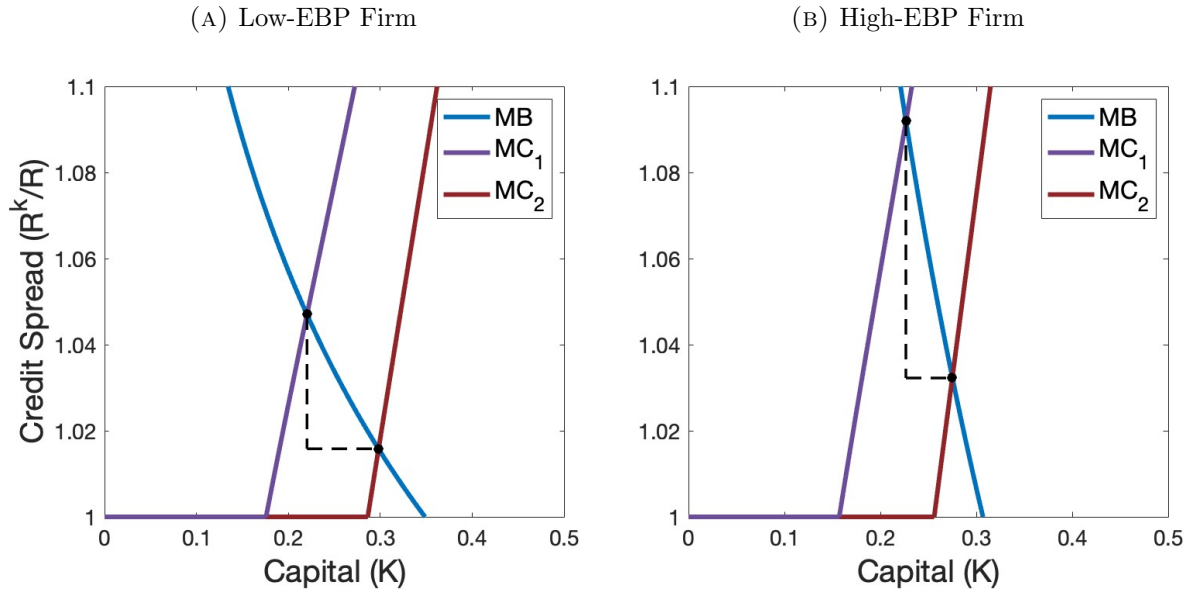 (A) Low-EBP Firm
Credit Spread (R^k/R)
1.1
1.08
1.06
1.04
1.02
1
0
0.1
0.2
0.3
0.4
0.5
Capital (K)
MB
MC_1
MC_2
(B) High-EBP Firm
1.1
1.08
1.06
1.04
1.02
1
0
0.1
0.2
0.3
0.4
0.5
Capital (K)
MB
MC_1
MC_2